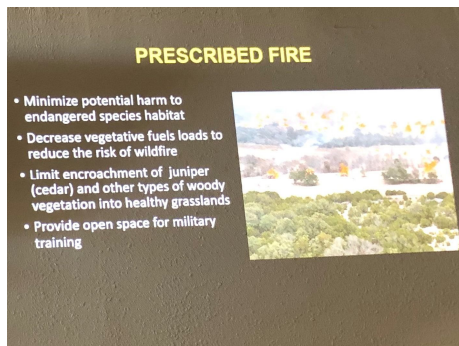 PRESCRIBED FIRE
• Minimize potential harm to
endangered species habitat
• Decrease vegetative fuels loads to
reduce the risk of wildfire
• Limit encroachment of juniper
(cedar) and other types of woody
vegetation into healthy grasslands
• Provide open space for military
training